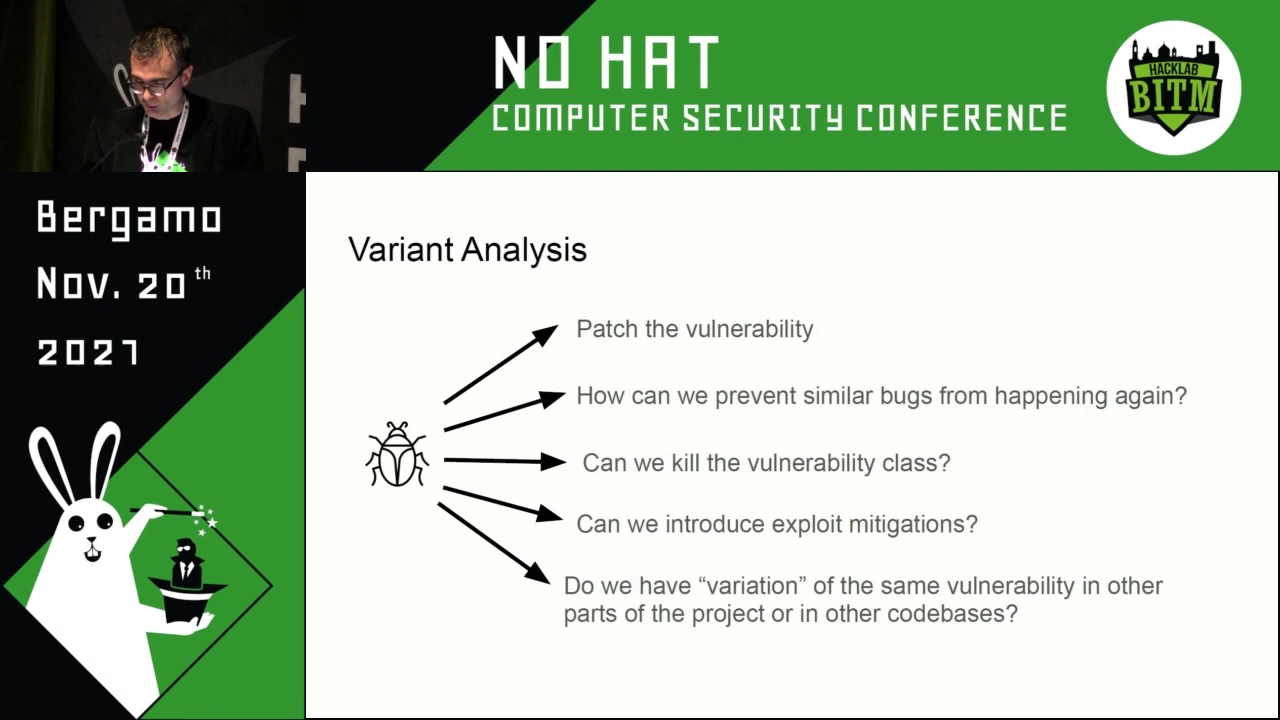 NO HAT
COMPUTER SECURITY CONFERENCE
HACKLAB
BITM
Bergamo
Nov. 20th
2021
Variant Analysis
Patch the vulnerability
How can we prevent similar bugs from happening again?
Can we kill the vulnerability class?
Can we introduce exploit mitigations?
Do we have “variation” of the same vulnerability in other
parts of the project or in other codebases?